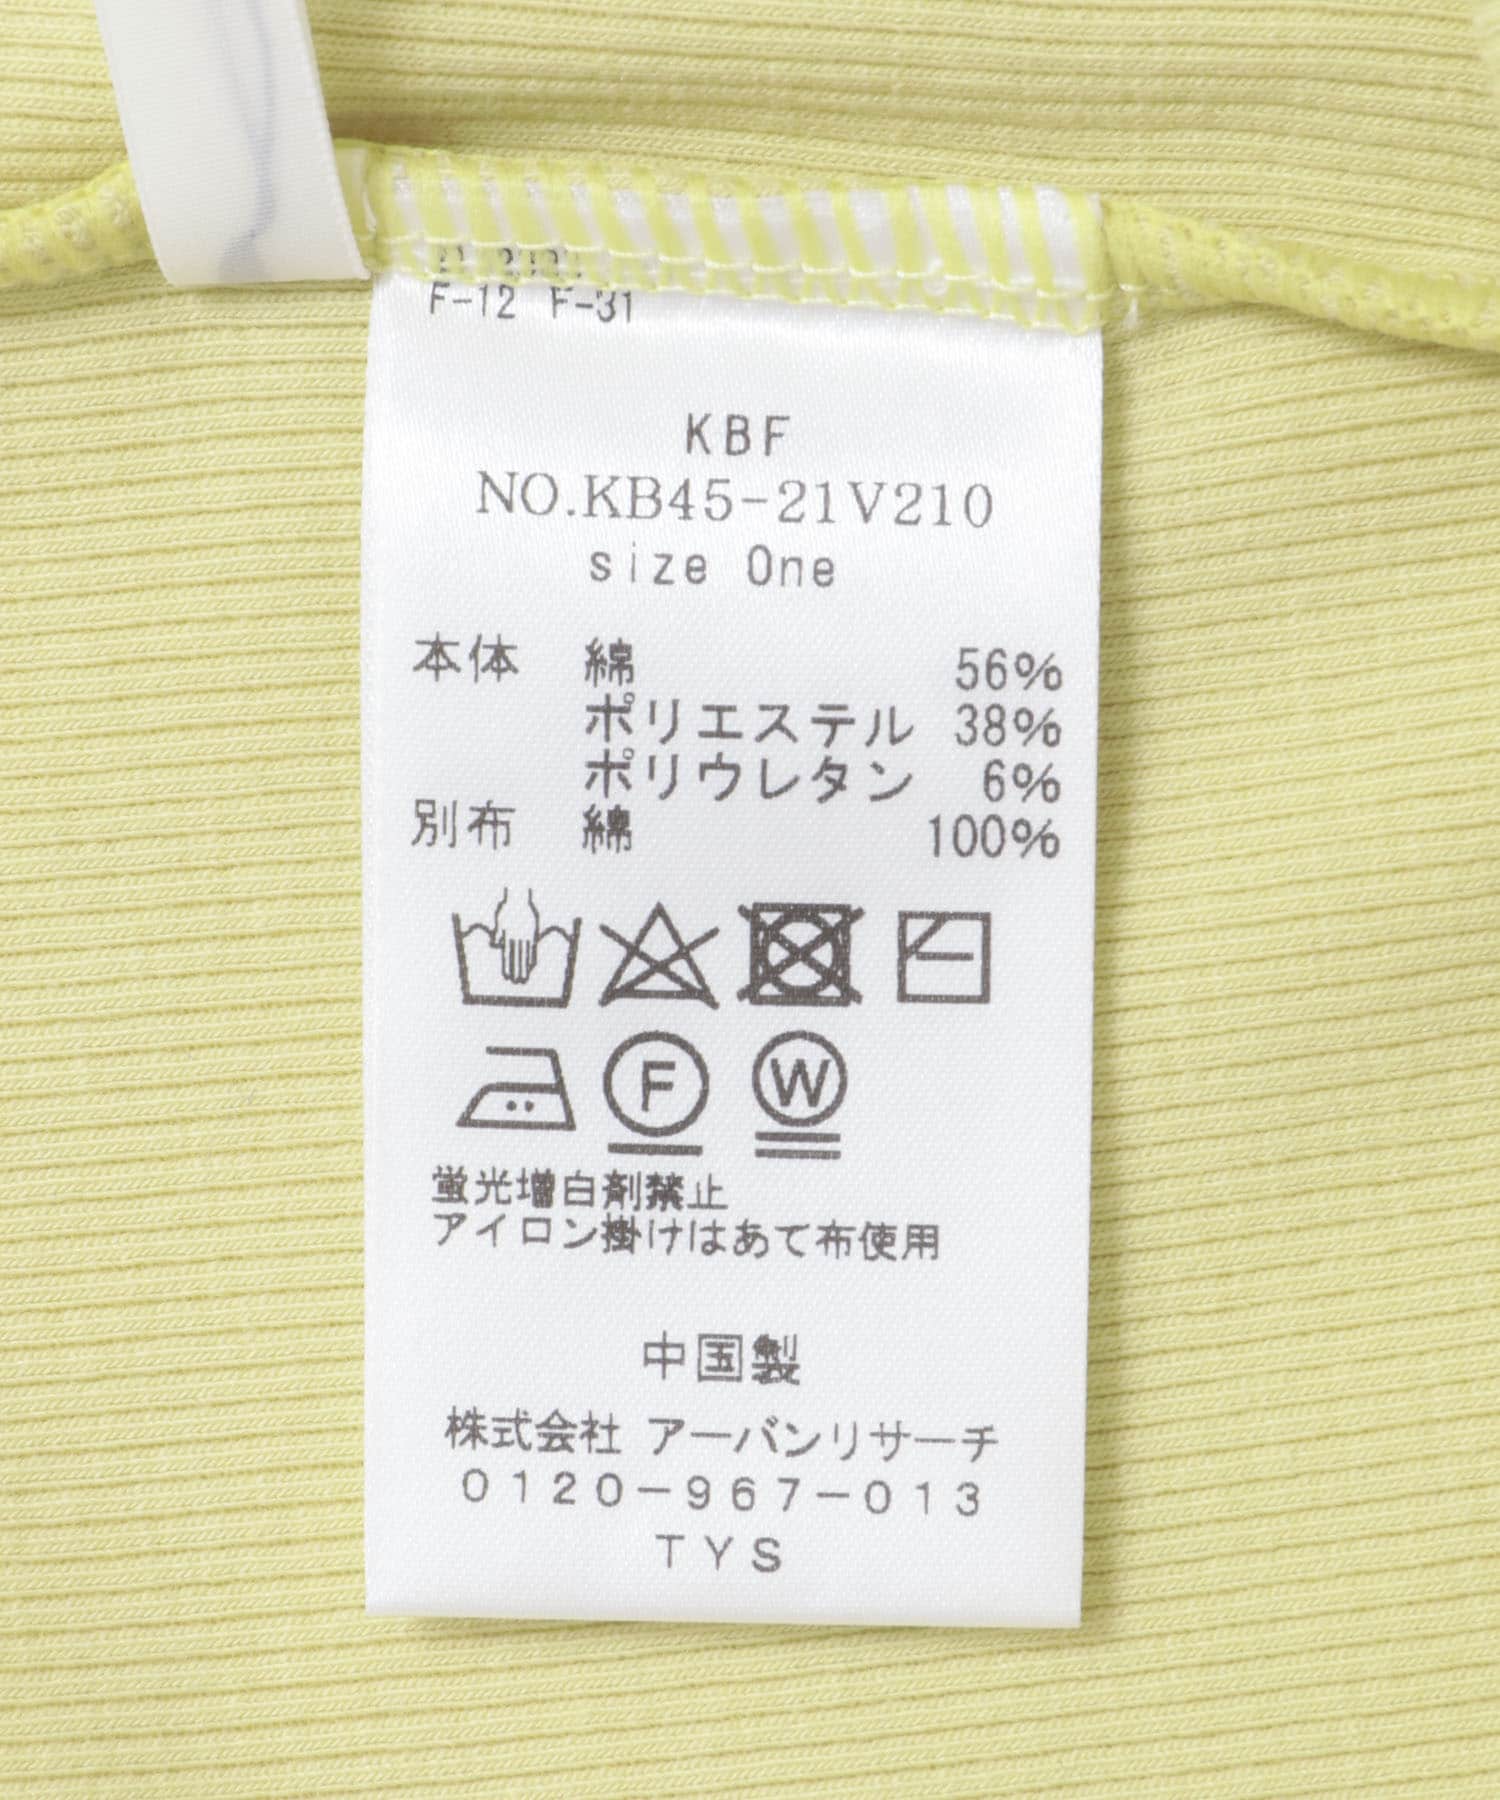 F-12 F-31
KBF
NO.KB45-21V210
size One
本体 綿 56%
ポリエステル 38%
ポリウレタン 6%
別布 綿 100%
F W
蛍光増白剤禁止
アイロン掛けはあて布使用
中国製
株式会社 アーバンリサーチ
0120-967-013
TYS